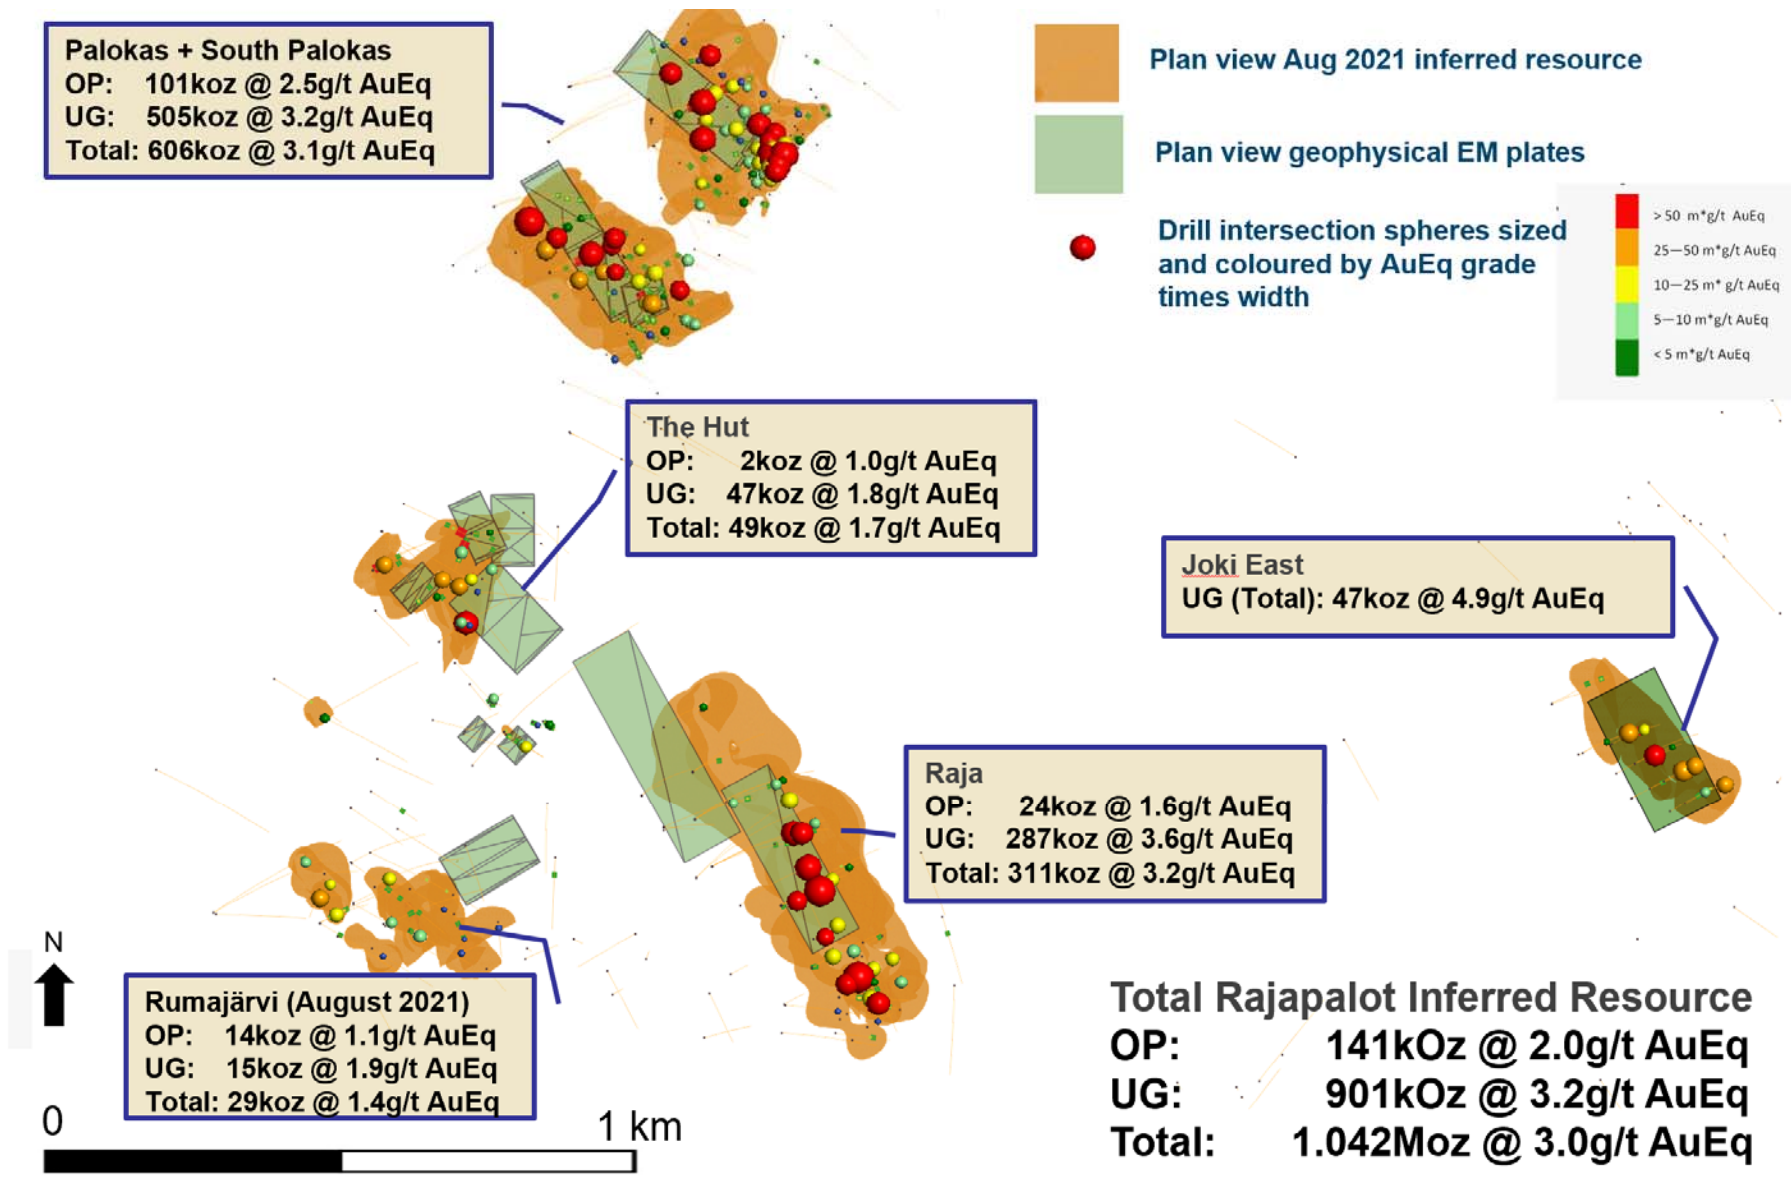 Palokas + South Palokas
OP: 101koz @ 2.5g/t AuEq
UG: 505koz @ 3.2g/t AuEq
Total: 606koz @ 3.1g/t AuEq
Plan view Aug 2021 inferred resource
Plan view geophysical EM plates
Drill intersection spheres sized
and coloured by AuEq grade
times width
> 50 m*g/t AuEq
25—50 m*g/t AuEq
10—25 m* g/t AuEq
5—10 m*g/t AuEq
< 5 m*g/t AuEq
The Hut
OP: 2koz @ 1.0g/t AuEq
UG: 47koz @ 1.8g/t AuEq
Total: 49koz @ 1.7g/t AuEq
Joki East
UG (Total): 47koz @ 4.9g/t AuEq
Raja
OP: 24koz @ 1.6g/t AuEq
UG: 287koz @ 3.6g/t AuEq
Total: 311koz @ 3.2g/t AuEq
N
Rumajärvi (August 2021)
OP: 14koz @ 1.1g/t AuEq
UG: 15koz @ 1.9g/t AuEq
Total: 29koz @ 1.4g/t AuEq
0 1 km
Total Rajapalot Inferred Resource
OP: 141kOz @ 2.0g/t AuEq
UG: 901kOz @ 3.2g/t AuEq
Total: 1.042Moz @ 3.0g/t AuEq